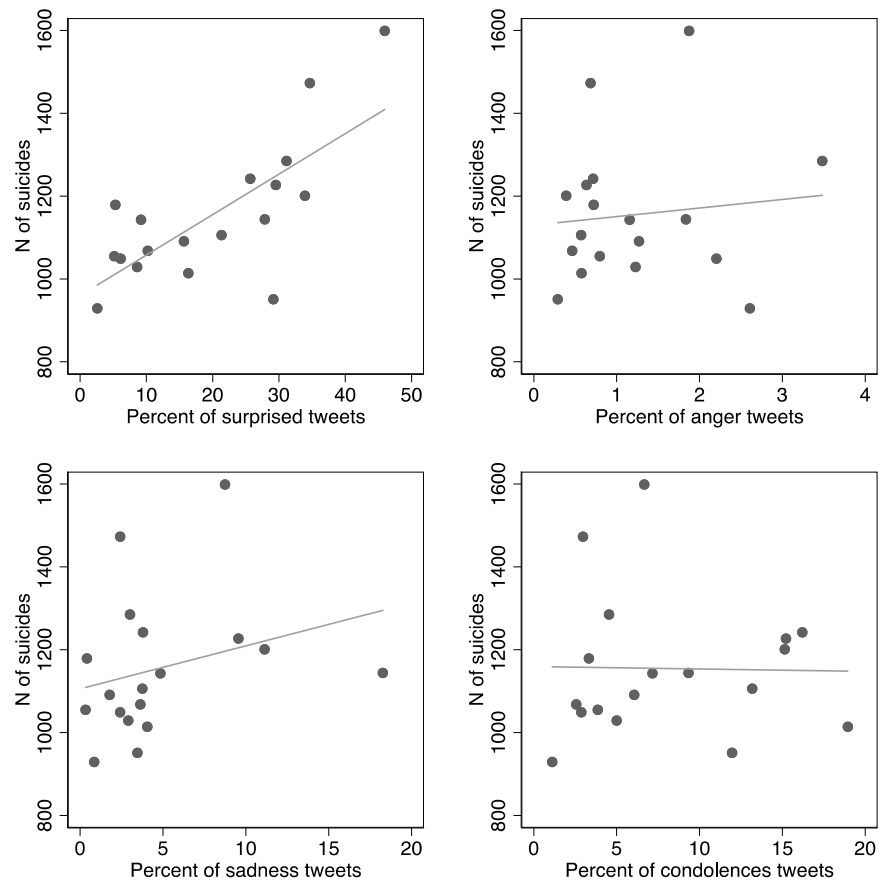 N of suicides
1600
1400
1200
1000
800
0 10 20 30 40 50
Percent of surprised tweets
N of suicides
1600
1400
1200
1000
800
0 1 2 3 4
Percent of anger tweets
N of suicides
1600
1400
1200
1000
800
0 5 10 15 20
Percent of sadness tweets
N of suicides
1600
1400
1200
1000
800
0 5 10 15 20
Percent of condolences tweets